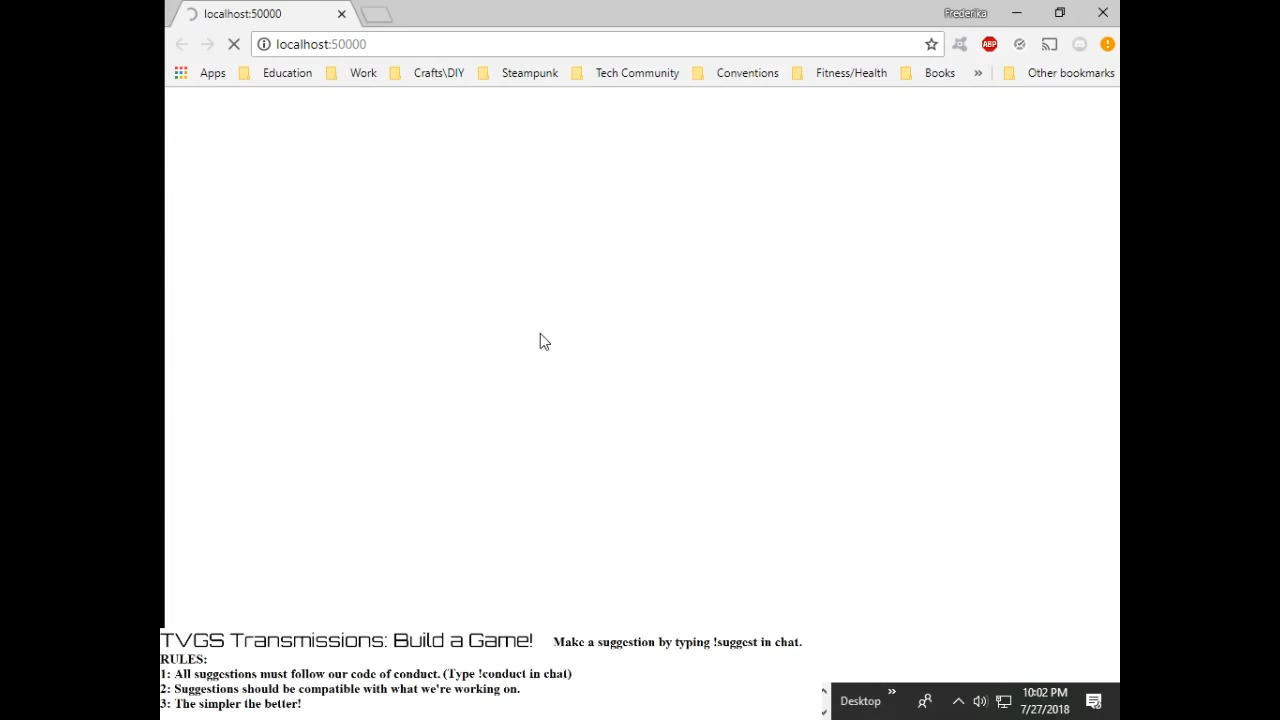 localhost:50000
Frederika
localhost:50000
ABP
Apps Education Work Crafts\DIY Steampunk Tech Community Conventions Fitness/Health Books » Other bookmarks
TVGS Transmissions: Build a Game! Make a suggestion by typing !suggest in chat.
RULES:
1: All suggestions must follow our code of conduct. (Type !conduct in chat)
2: Suggestions should be compatible with what we're working on.
3: The simpler the better!
Desktop »
10:02 PM
7/27/2018